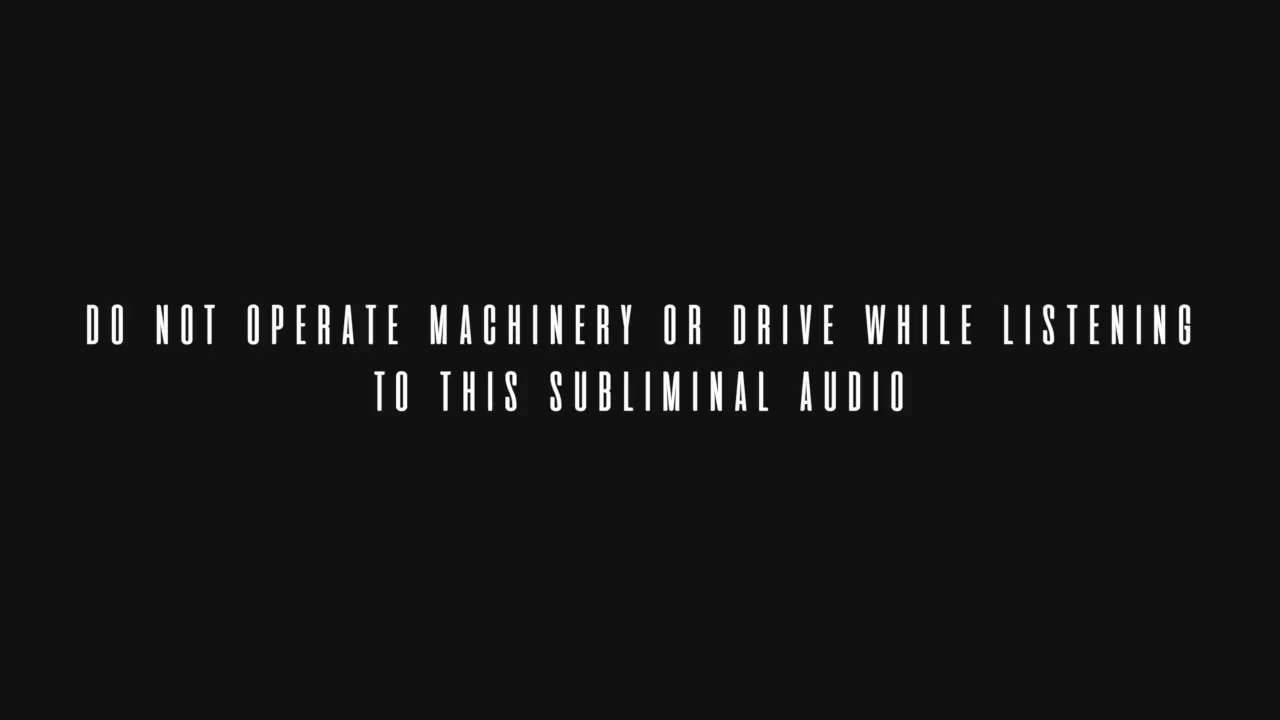 DO NOT OPERATE MACHINERY OR DRIVE WHILE LISTENING
TO THIS SUBLIMINAL AUDIO